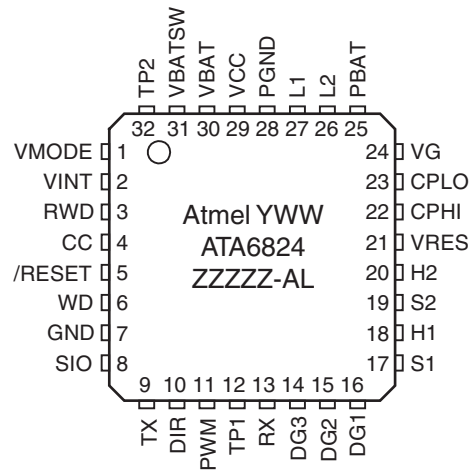 TP2
VBATSW
VBAT
VCC
PGND
L1
L2
PBAT
32 31 30 29 28 27 26 25
VMODE 1
VINT 2
RWD 3
CC 4
/RESET 5
WD 6
GND 7
SIO 8
Atmel YWW
ATA6824
ZZZZZ-AL
24 VG
23 CPLO
22 CPHI
21 VRES
20 H2
19 S2
18 H1
17 S1
9 10 11 12 13 14 15 16
TX
DIR
PWM
TP1
RX
DG3
DG2
DG1